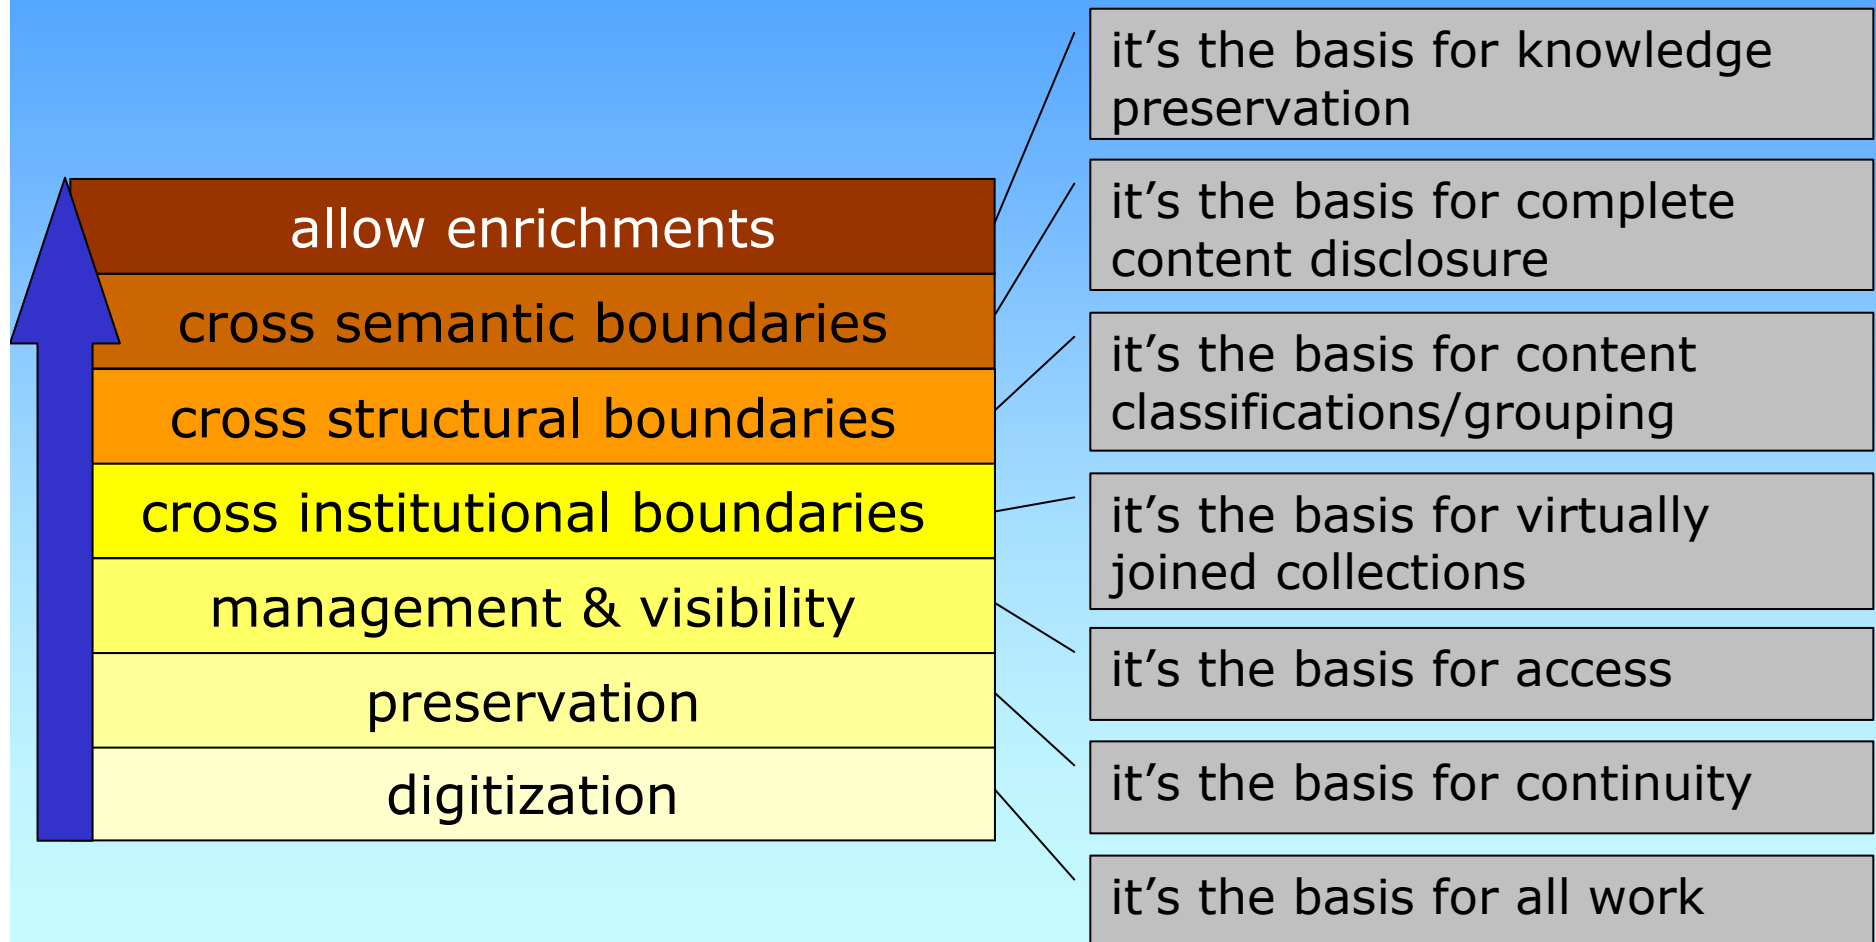 allow enrichments
cross semantic boundaries
cross structural boundaries
cross institutional boundaries
management & visibility
preservation
digitization
it’s the basis for knowledge
preservation
it’s the basis for complete
content disclosure
it’s the basis for content
classifications/grouping
it’s the basis for virtually
joined collections
it’s the basis for access
it’s the basis for continuity
it’s the basis for all work